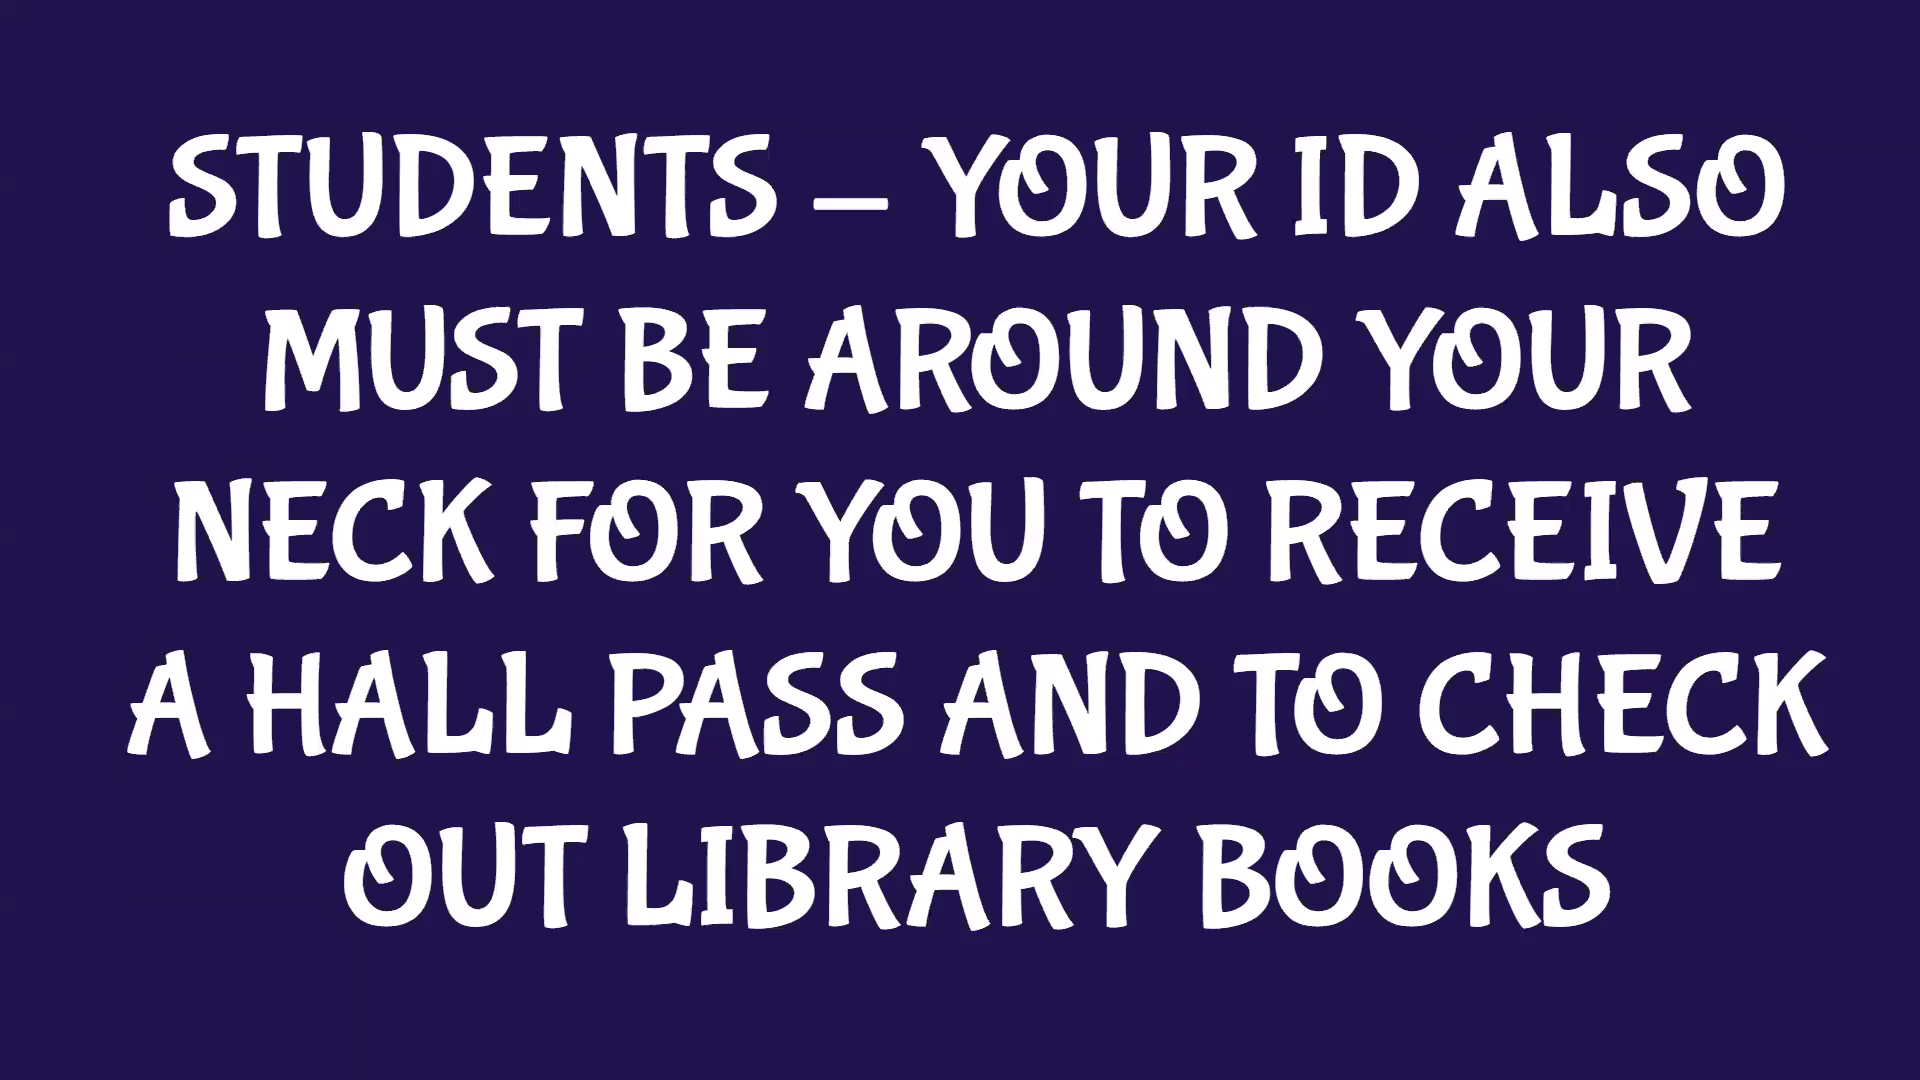 STUDENTS – YOUR ID ALSO
MUST BE AROUND YOUR
NECK FOR YOU TO RECEIVE
A HALL PASS AND TO CHECK
OUT LIBRARY BOOKS